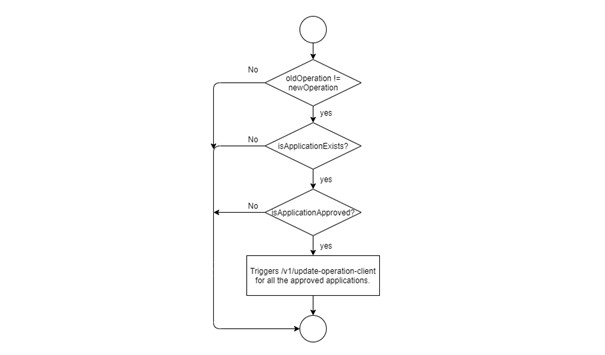 No
oldOperation !=
newOperation
yes
No
isApplicationExists?
yes
No
isApplicationApproved?
yes
Triggers /v1/update-operation-client
for all the approved applications.